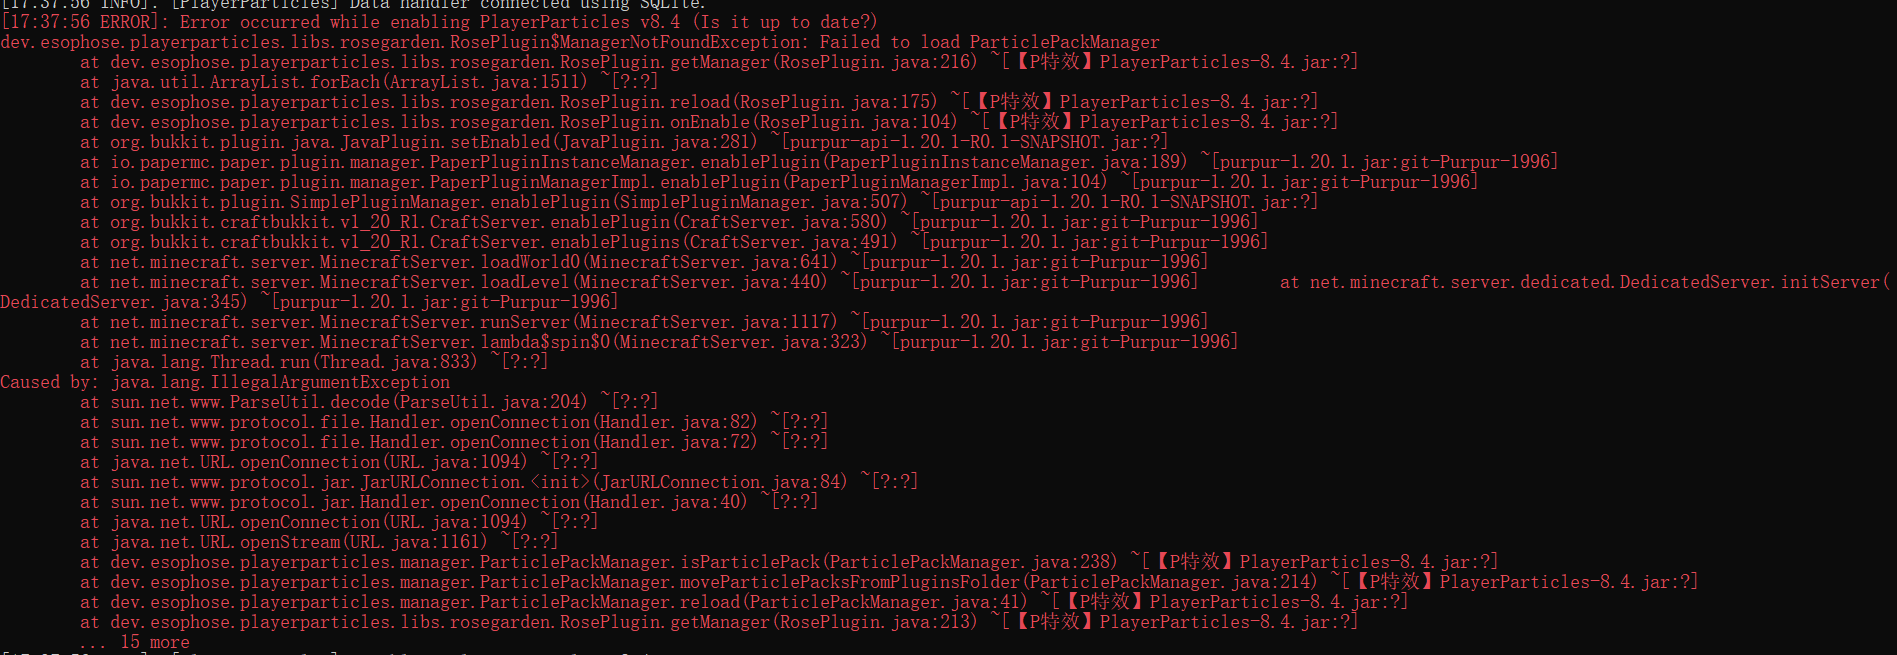 [17:37:56 INFO]: [PlayerParticles] Data handler connected using SQLite.
[17:37:56 ERROR]: Error occurred while enabling PlayerParticles v8.4 (Is it up to date?)
dev.esophose.playerparticles.libs.rosegarden.RosePlugin$ManagerNotFoundException: Failed to load ParticlePackManager
at dev.esophose.playerparticles.libs.rosegarden.RosePlugin.getManager(RosePlugin.java:216) ~[【P特效】PlayerParticles-8.4.jar:?]
at java.util.ArrayList.forEach(ArrayList.java:1511) ~[?:?]
at dev.esophose.playerparticles.libs.rosegarden.RosePlugin.reload(RosePlugin.java:175) ~[【P特效】PlayerParticles-8.4.jar:?]
at dev.esophose.playerparticles.libs.rosegarden.RosePlugin.onEnable(RosePlugin.java:104) ~[【P特效】PlayerParticles-8.4.jar:?]
at org.bukkit.plugin.java.JavaPlugin.setEnabled(JavaPlugin.java:281) ~[purpur-api-1.20.1-R0.1-SNAPSHOT.jar:?]
at io.papermc.paper.plugin.manager.PaperPluginInstanceManager.enablePlugin(PaperPluginInstanceManager.java:189) ~[purpur-1.20.1.jar:git-Purpur-1996]
at io.papermc.paper.plugin.manager.PaperPluginManagerImpl.enablePlugin(PaperPluginManagerImpl.java:104) ~[purpur-1.20.1.jar:git-Purpur-1996]
at org.bukkit.plugin.SimplePluginManager.enablePlugin(SimplePluginManager.java:507) ~[purpur-api-1.20.1-R0.1-SNAPSHOT.jar:?]
at org.bukkit.craftbukkit.v1_20_R1.CraftServer.enablePlugin(CraftServer.java:580) ~[purpur-1.20.1.jar:git-Purpur-1996]
at org.bukkit.craftbukkit.v1_20_R1.CraftServer.enablePlugins(CraftServer.java:491) ~[purpur-1.20.1.jar:git-Purpur-1996]
at net.minecraft.server.MinecraftServer.loadWorld0(MinecraftServer.java:641) ~[purpur-1.20.1.jar:git-Purpur-1996]
at net.minecraft.server.MinecraftServer.loadLevel(MinecraftServer.java:440) ~[purpur-1.20.1.jar:git-Purpur-1996]        at net.minecraft.server.dedicated.DedicatedServer.initServer(
DedicatedServer.java:345) ~[purpur-1.20.1.jar:git-Purpur-1996]
at net.minecraft.server.MinecraftServer.runServer(MinecraftServer.java:1117) ~[purpur-1.20.1.jar:git-Purpur-1996]
at net.minecraft.server.MinecraftServer.lambda$spin$0(MinecraftServer.java:323) ~[purpur-1.20.1.jar:git-Purpur-1996]
at java.lang.Thread.run(Thread.java:833) ~[?:?]
Caused by: java.lang.IllegalArgumentException
at sun.net.www.ParseUtil.decode(ParseUtil.java:204) ~[?:?]
at sun.net.www.protocol.file.Handler.openConnection(Handler.java:82) ~[?:?]
at sun.net.www.protocol.file.Handler.openConnection(Handler.java:72) ~[?:?]
at java.net.URL.openConnection(URL.java:1094) ~[?:?]
at sun.net.www.protocol.jar.JarURLConnection.<init>(JarURLConnection.java:84) ~[?:?]
at sun.net.www.protocol.jar.Handler.openConnection(Handler.java:40) ~[?:?]
at java.net.URL.openConnection(URL.java:1094) ~[?:?]
at java.net.URL.openStream(URL.java:1161) ~[?:?]
at dev.esophose.playerparticles.manager.ParticlePackManager.isParticlePack(ParticlePackManager.java:238) ~[【P特效】PlayerParticles-8.4.jar:?]
at dev.esophose.playerparticles.manager.ParticlePackManager.moveParticlePacksFromPluginsFolder(ParticlePackManager.java:214) ~[【P特效】PlayerParticles-8.4.jar:?]
at dev.esophose.playerparticles.manager.ParticlePackManager.reload(ParticlePackManager.java:41) ~[【P特效】PlayerParticles-8.4.jar:?]
at dev.esophose.playerparticles.libs.rosegarden.RosePlugin.getManager(RosePlugin.java:213) ~[【P特效】PlayerParticles-8.4.jar:?]
... 15 more